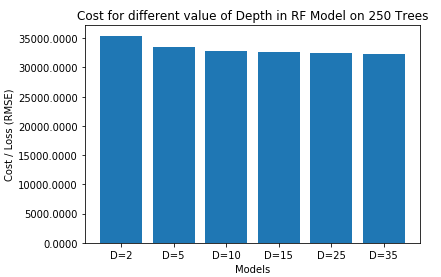 Cost for different value of Depth in RF Model on 250 Trees
Cost / Loss (RMSE)
35000.0000
30000.0000
25000.0000
20000.0000
15000.0000
10000.0000
5000.0000
0.0000
D=2 D=5 D=10 D=15 D=25 D=35
Models